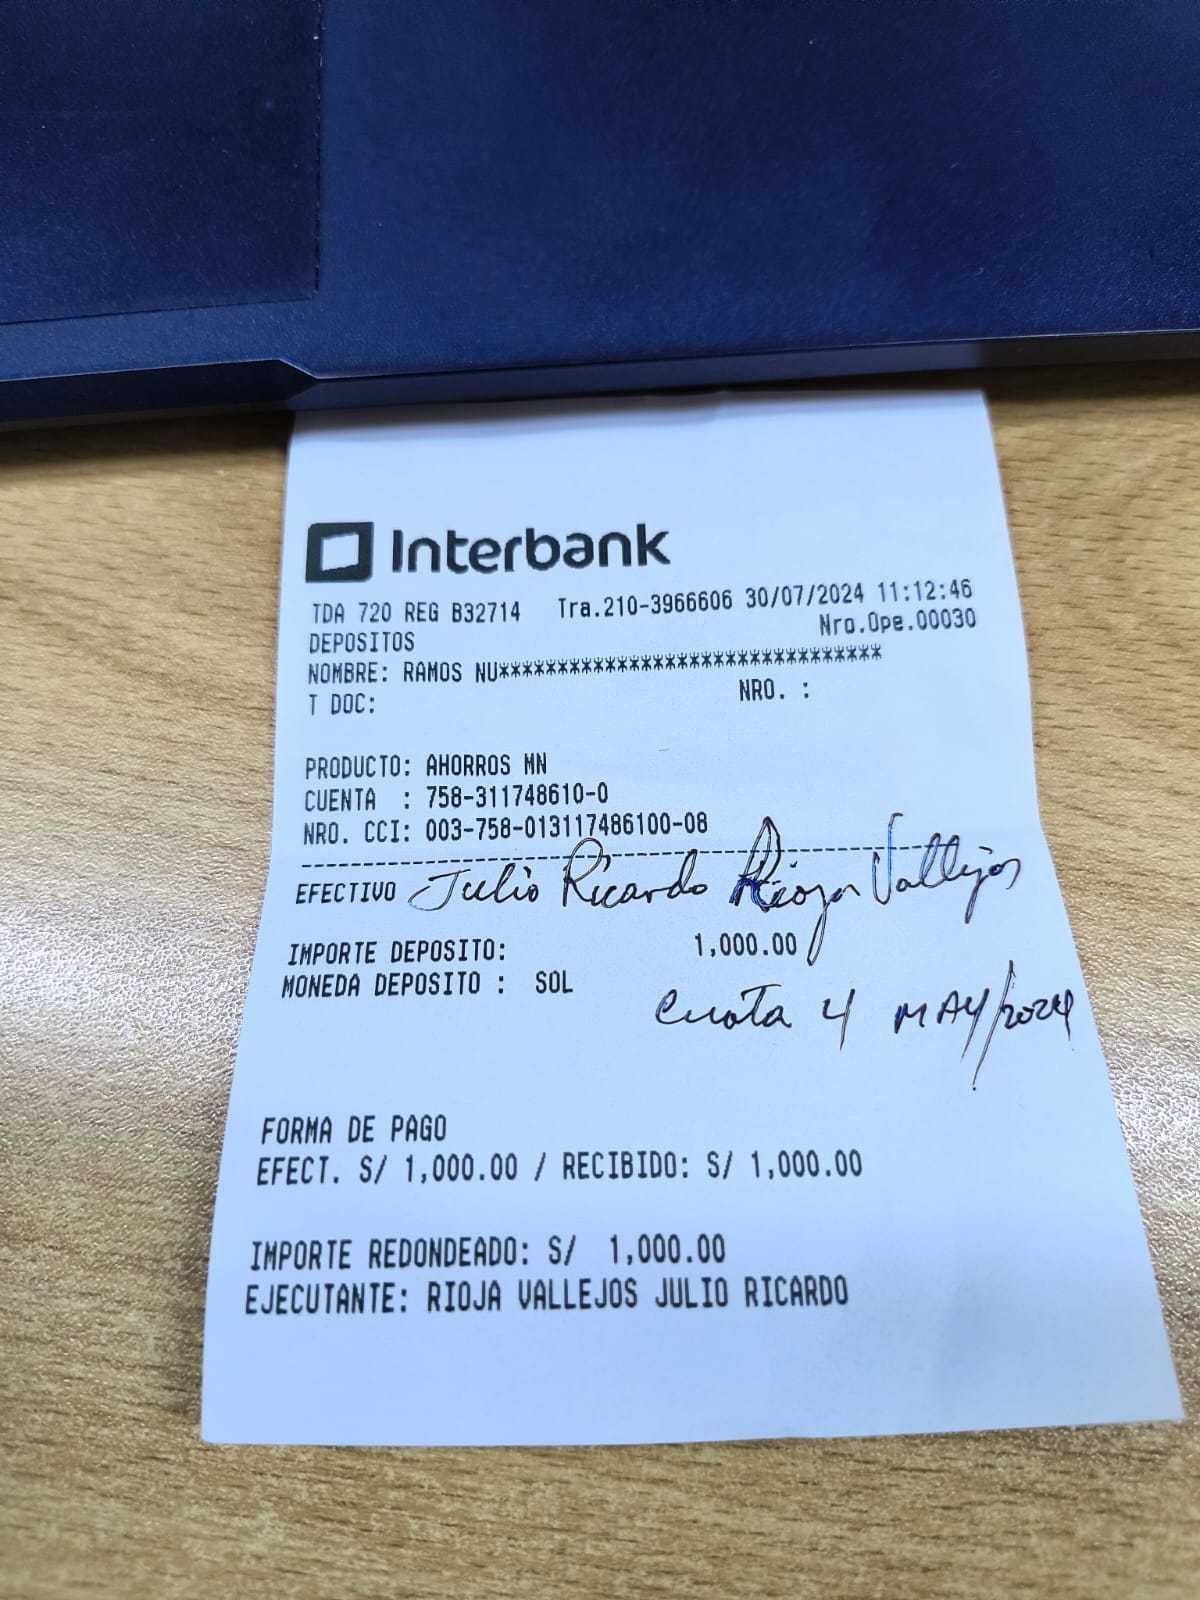 Interbank
TDA 720 REG B32714 Tra.210-3966606 30/07/2024 11:12:46
DEPOSITOS Nro.Ope.00030
NOMBRE: RAMOS NU*********************************
T DOC: NRO. :
PRODUCTO: AHORROS MN
CUENTA : 758-311748610-0
NRO. CCI: 003-758-013117486100-08
EFECTIVO Julio Ricardo Rioja Vallejos
IMPORTE DEPOSITO: 1,000.00
MONEDA DEPOSITO : SOL
Cuota 4 MAY/2024
FORMA DE PAGO
EFECT. S/ 1,000.00 / RECIBIDO: S/ 1,000.00
IMPORTE REDONDEADO: S/ 1,000.00
EJECUTANTE: RIOJA VALLEJOS JULIO RICARDO